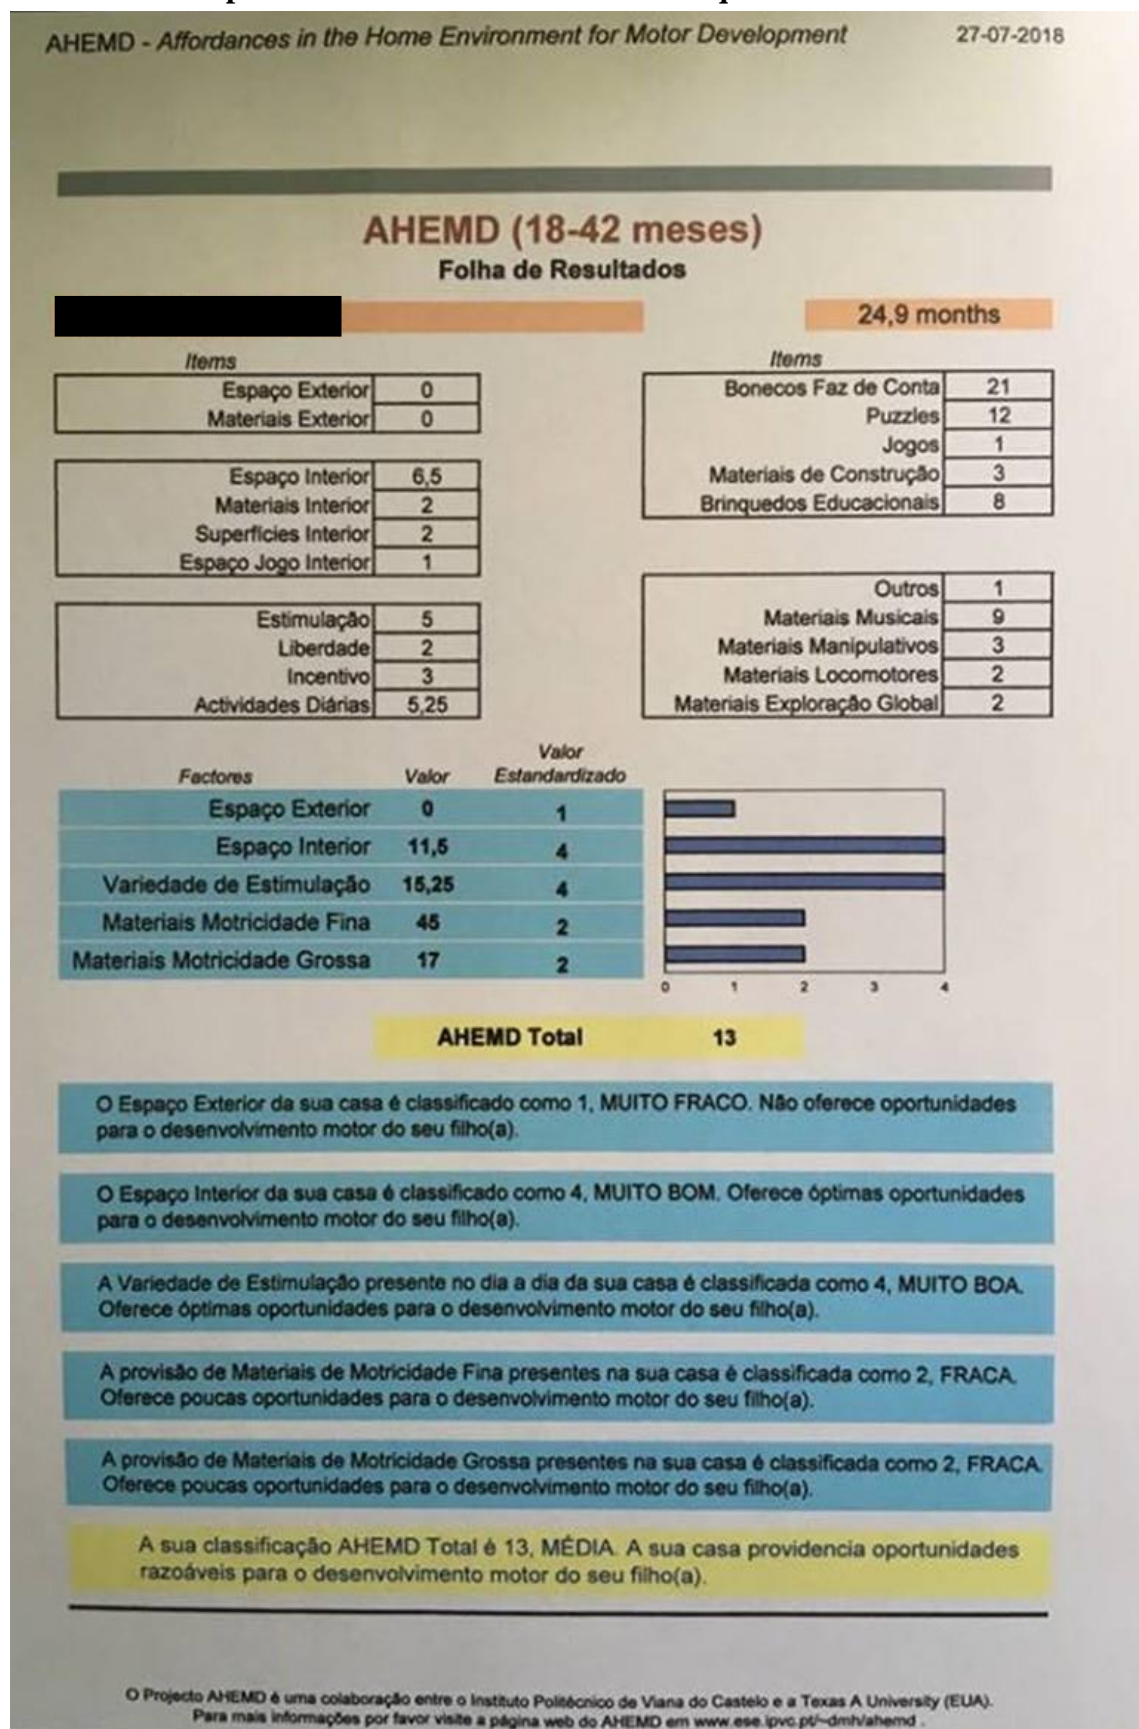 AHEMD - Affordances in the Home Environment for Motor Development 27-07-2018
AHEMD (18-42 meses)
Folha de Resultados
24,9 months
Items
Espaço Exterior 0
Materiais Exterior 0
Espaço Interior 6,5
Materiais Interior 2
Superfícies Interior 2
Espaço Jogo Interior 1
Estimulação 5
Liberdade 2
Incentivo 3
Actividades Diárias 5,25
Items
Bonecos Faz de Conta 21
Puzzles 12
Jogos 1
Materiais de Construção 3
Brinquedos Educacionais 8
Outros 1
Materiais Musicais 9
Materiais Manipulativos 3
Materiais Locomotores 2
Materiais Exploração Global 2
Factores Valor Valor Estandardizado
Espaço Exterior 0 1
Espaço Interior 11,5 4
Variedade de Estimulação 15,25 4
Materiais Motricidade Fina 45 2
Materiais Motricidade Grossa 17 2
0 1 2 3 4
AHEMD Total 13
O Espaço Exterior da sua casa é classificado como 1, MUITO FRACO. Não oferece oportunidades
para o desenvolvimento motor do seu filho(a).
O Espaço Interior da sua casa é classificado como 4, MUITO BOM. Oferece óptimas oportunidades
para o desenvolvimento motor do seu filho(a).
A Variedade de Estimulação presente no dia a dia da sua casa é classificada como 4, MUITO BOA.
Oferece óptimas oportunidades para o desenvolvimento motor do seu filho(a).
A provisão de Materiais de Motricidade Fina presentes na sua casa é classificada como 2, FRACA.
Oferece poucas oportunidades para o desenvolvimento motor do seu filho(a).
A provisão de Materiais de Motricidade Grossa presentes na sua casa é classificada como 2, FRACA.
Oferece poucas oportunidades para o desenvolvimento motor do seu filho(a).
A sua classificação AHEMD Total é 13, MÉDIA. A sua casa providencia oportunidades
razoáveis para o desenvolvimento motor do seu filho(a).
O Projecto AHEMD é uma colaboração entre o Instituto Politécnico de Viana do Castelo e a Texas A University (EUA).
Para mais informações por favor visite a página web do AHEMD em www.ese.ipvc.pt/~dmh/ahemd .